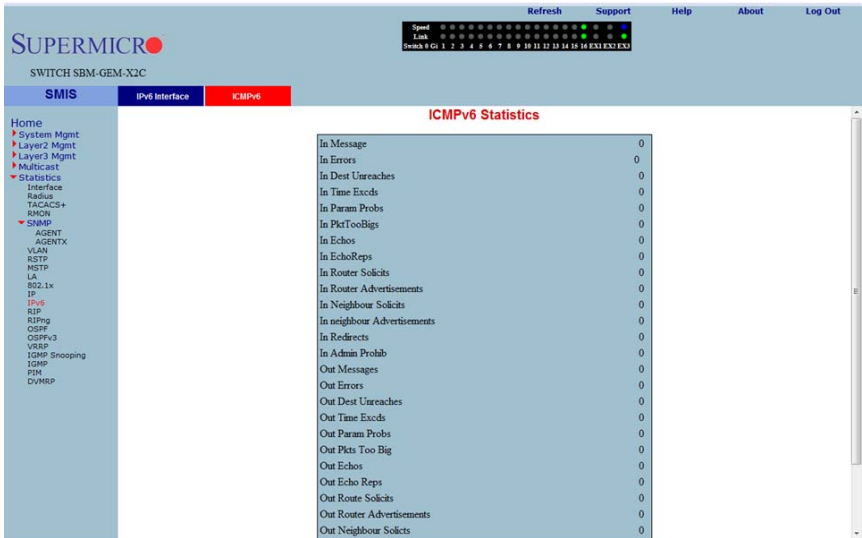 Refresh Support Help About Log Out
Speed
Link
Switch 0 Gi 1 2 3 4 5 6 7 8 9 10 11 12 13 14 15 16 EX1 EX2 EX3
SUPERMICRO
SWITCH SBM-GEM-X2C
SMIS
IPv6 Interface
ICMPv6
Home
System Mgmt
Layer2 Mgmt
Layer3 Mgmt
Multicast
Statistics
Interface
Radius
TACACS+
RMON
SNMP
AGENT
AGENTX
VLAN
RSTP
MSTP
LA
802.1x
IP
IPv6
RIP
RIPng
OSPF
OSPFv3
VRRP
IGMP Snooping
IGMP
PIM
DVMRP
ICMPv6 Statistics
In Message 0
In Errors 0
In Dest Unreaches 0
In Time Excds 0
In Param Probs 0
In PktTooBigs 0
In Echos 0
In EchoReps 0
In Router Solicits 0
In Router Advertisements 0
In Neighbour Solicits 0
In neighbour Advertisements 0
In Redirects 0
In Admin Prohib 0
Out Messages 0
Out Errors 0
Out Dest Unreaches 0
Out Time Excds 0
Out Param Probs 0
Out Pkts Too Big 0
Out Echos 0
Out Echo Reps 0
Out Route Solicits 0
Out Router Advertisements 0
Out Neighbour Solicts 0